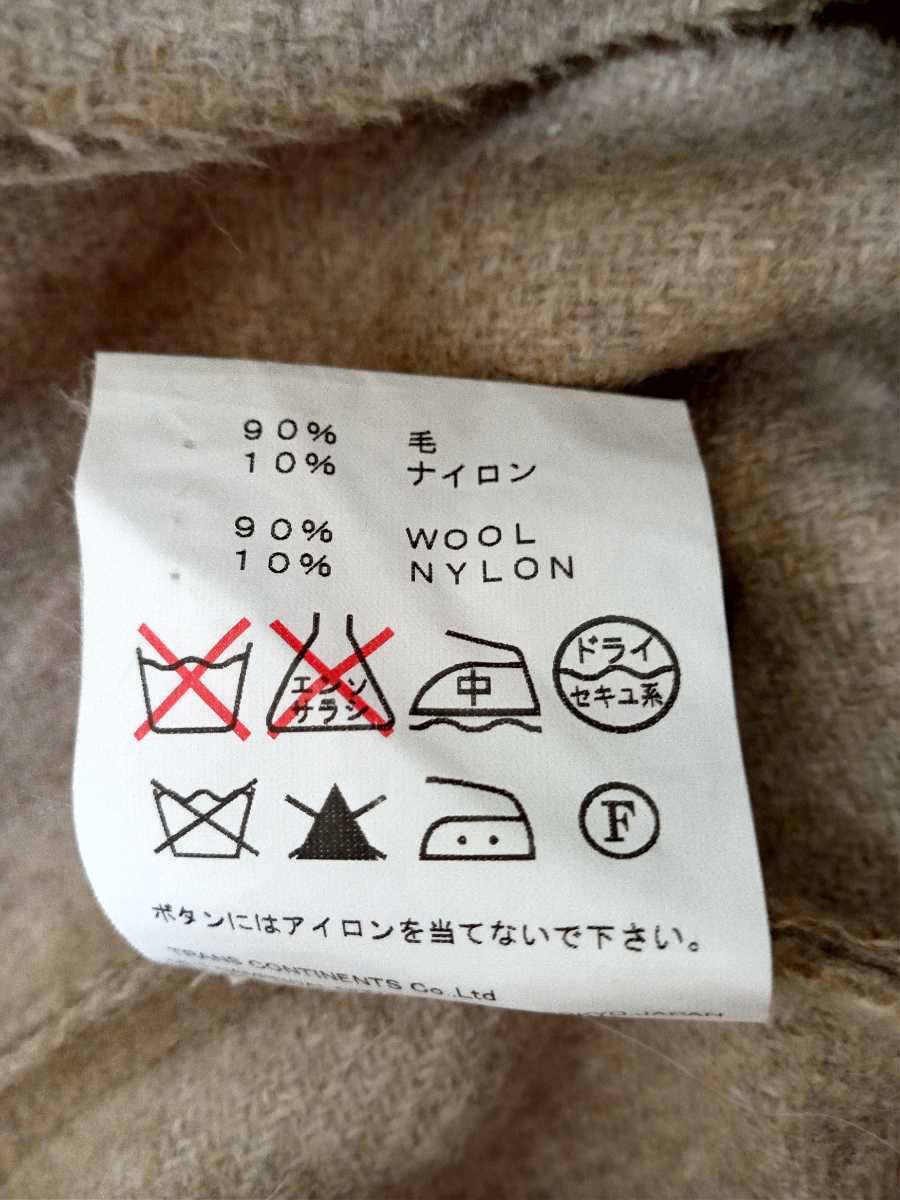 90% 毛
10% ナイロン
90% WOOL
10% NYLON
エンソ
サラシ
中
ドライ
セキユ系
F
ボタンにはアイロンを当てないで下さい。
TRANS CONTINENTS Co.,Ltd
JAPAN